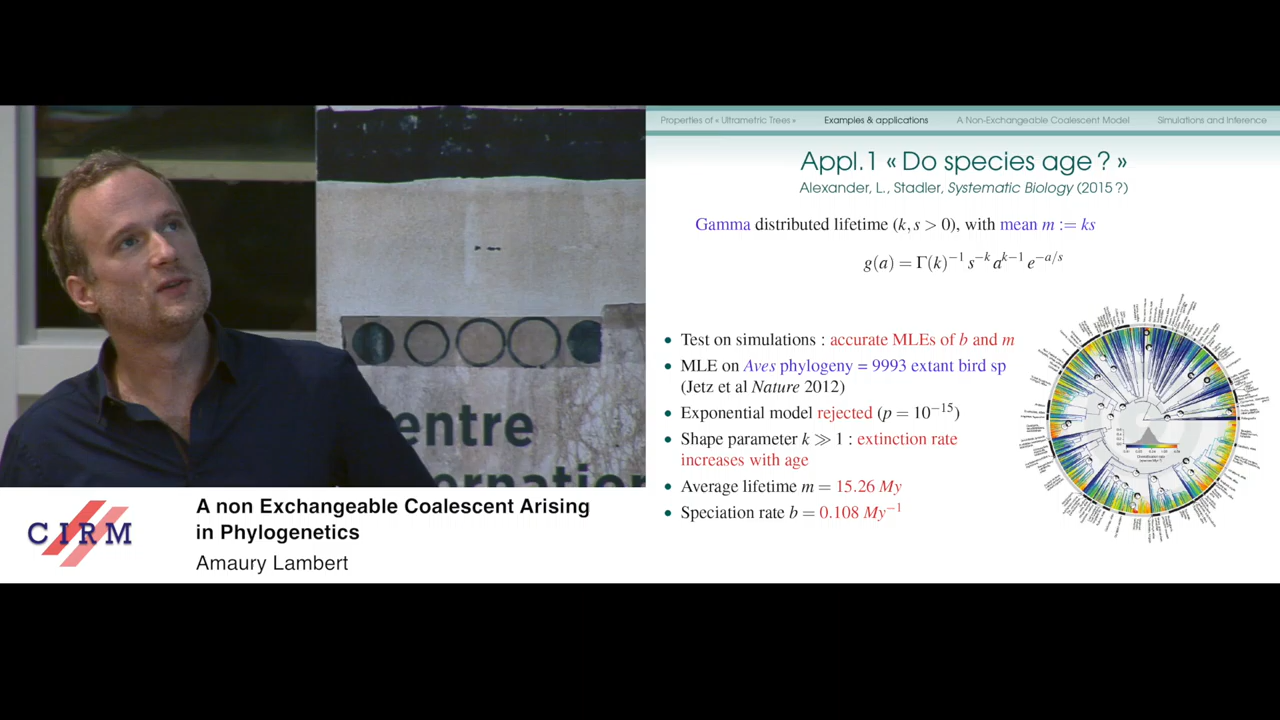 Properties of « Ultrametric Trees » Examples & applications A Non-Exchangeable Coalescent Model Simulations and Inference
Appl.1 « Do species age ? »
Alexander, L., Stadler, Systematic Biology (2015 ?)
Gamma distributed lifetime (k, s > 0), with mean m := ks
g(a) = Γ(k)⁻¹ s⁻ᵏ aᵏ⁻¹ e^{−a/s}
• Test on simulations : accurate MLEs of b and m
• MLE on Aves phylogeny = 9993 extant bird sp
(Jetz et al Nature 2012)
• Exponential model rejected (p = 10⁻¹⁵)
• Shape parameter k ≫ 1 : extinction rate
increases with age
• Average lifetime m = 15.26 My
• Speciation rate b = 0.108 My⁻¹
entre
ernation
CIRM
A non Exchangeable Coalescent Arising
in Phylogenetics
Amaury Lambert